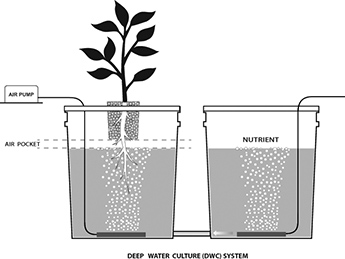 AIR PUMP
AIR POCKET
NUTRIENT
DEEP WATER CULTURE (DWC) SYSTEM